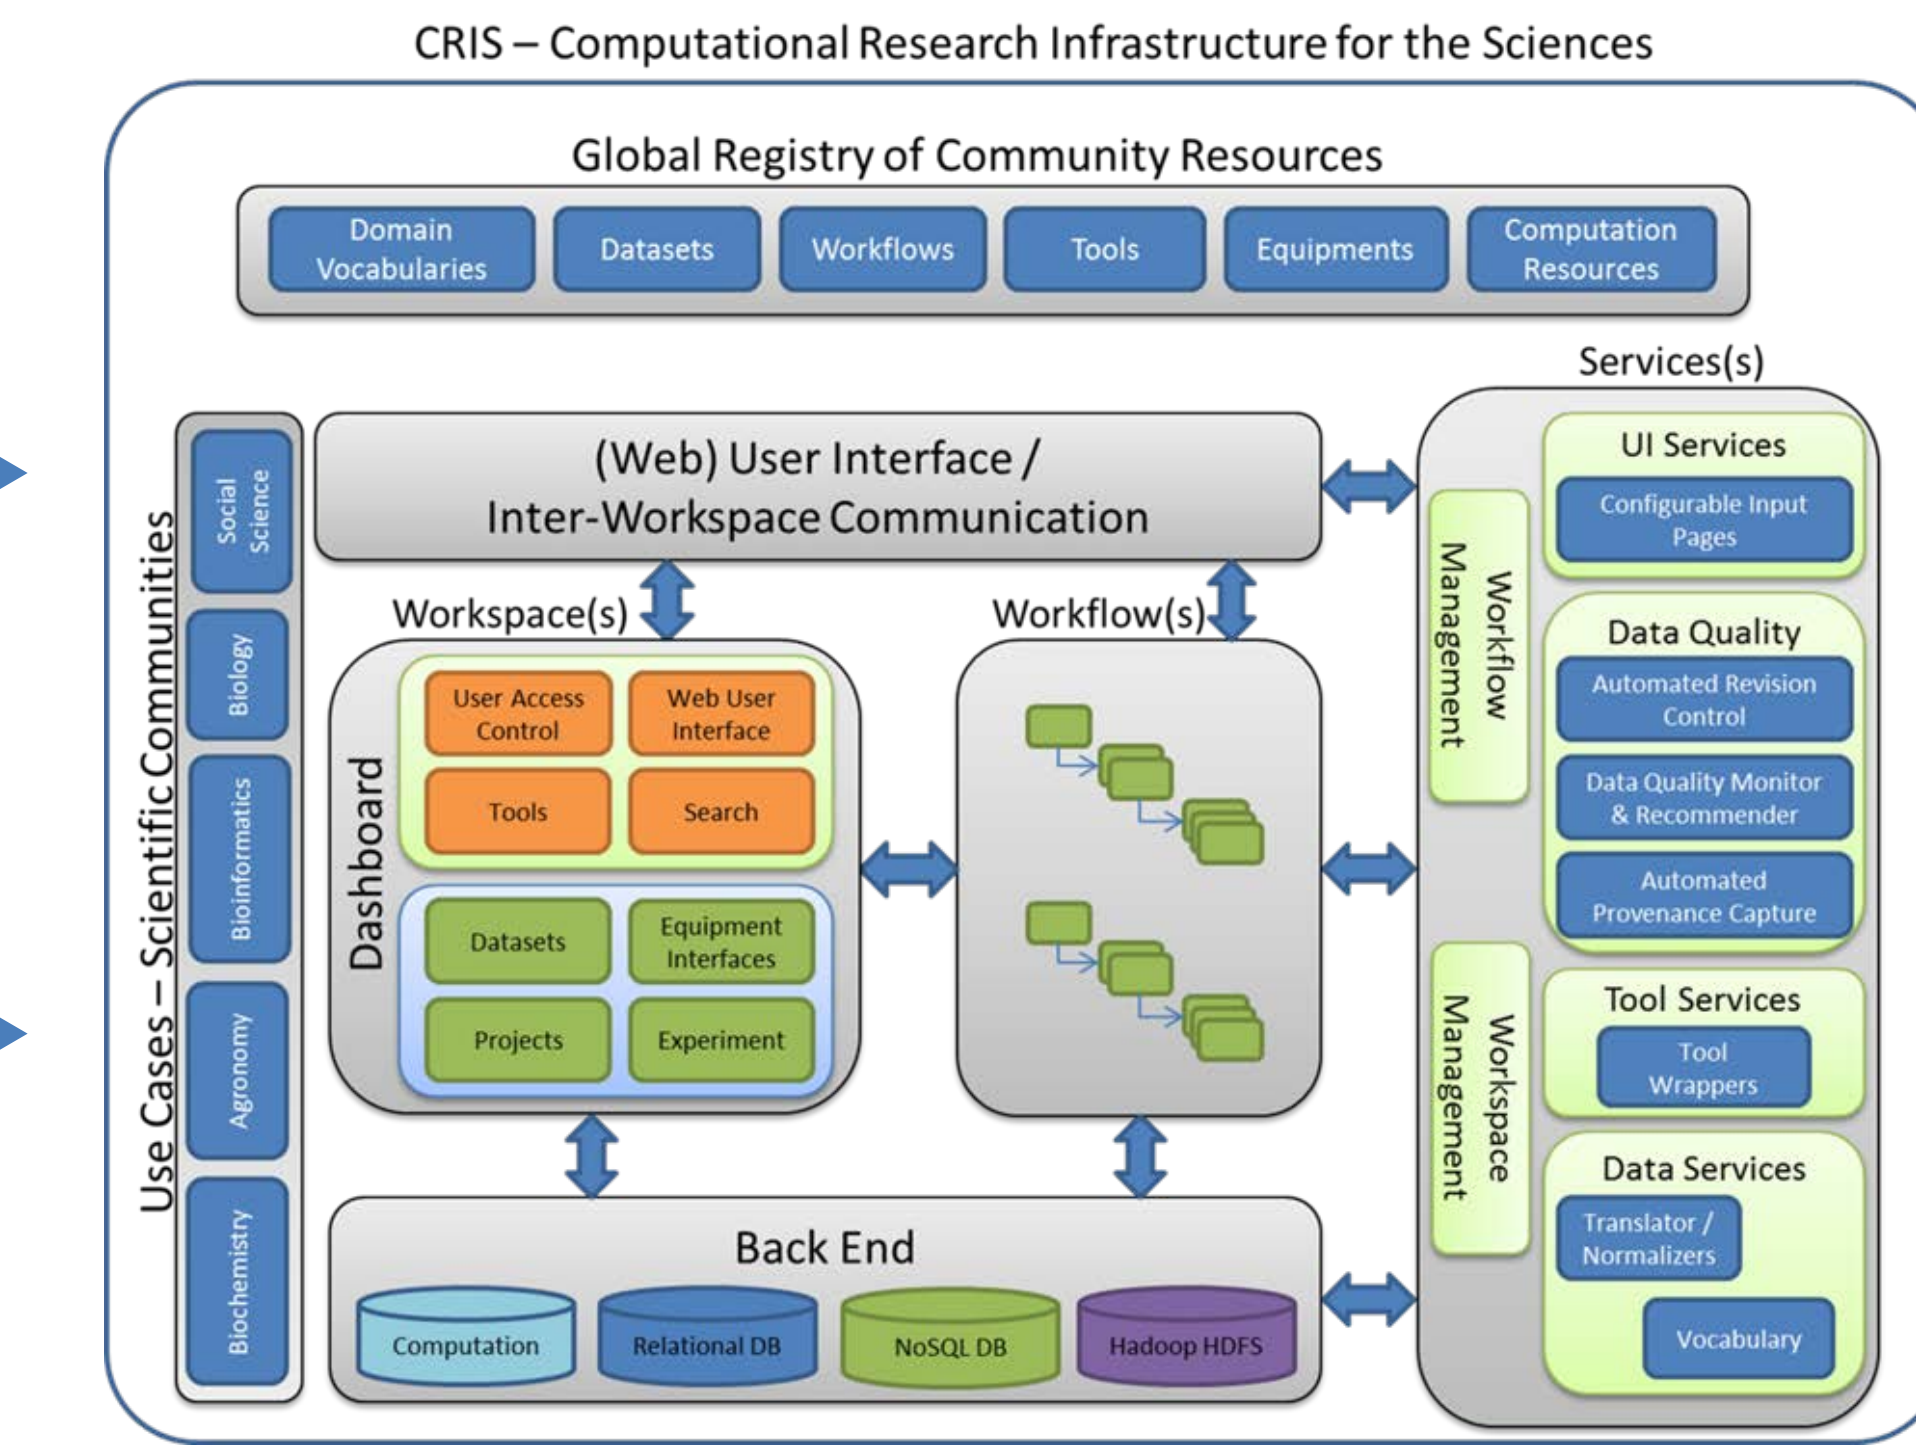 CRIS – Computational Research Infrastructure for the Sciences
Global Registry of Community Resources
Domain
Vocabularies
Datasets
Workflows
Tools
Equipments
Computation
Resources
Use Cases – Scientific Communities
Social
Science
Biology
Bioinformatics
Agronomy
Biochemistry
(Web) User Interface /
Inter-Workspace Communication
Workspace(s)
Dashboard
User Access
Control
Web User
Interface
Tools
Search
Datasets
Equipment
Interfaces
Projects
Experiment
Workflow(s)
Back End
Computation
Relational DB
NoSQL DB
Hadoop HDFS
Services(s)
Workflow
Management
Workspace
Management
UI Services
Configurable Input
Pages
Data Quality
Automated Revision
Control
Data Quality Monitor
& Recommender
Automated
Provenance Capture
Tool Services
Tool
Wrappers
Data Services
Translator /
Normalizers
Vocabulary